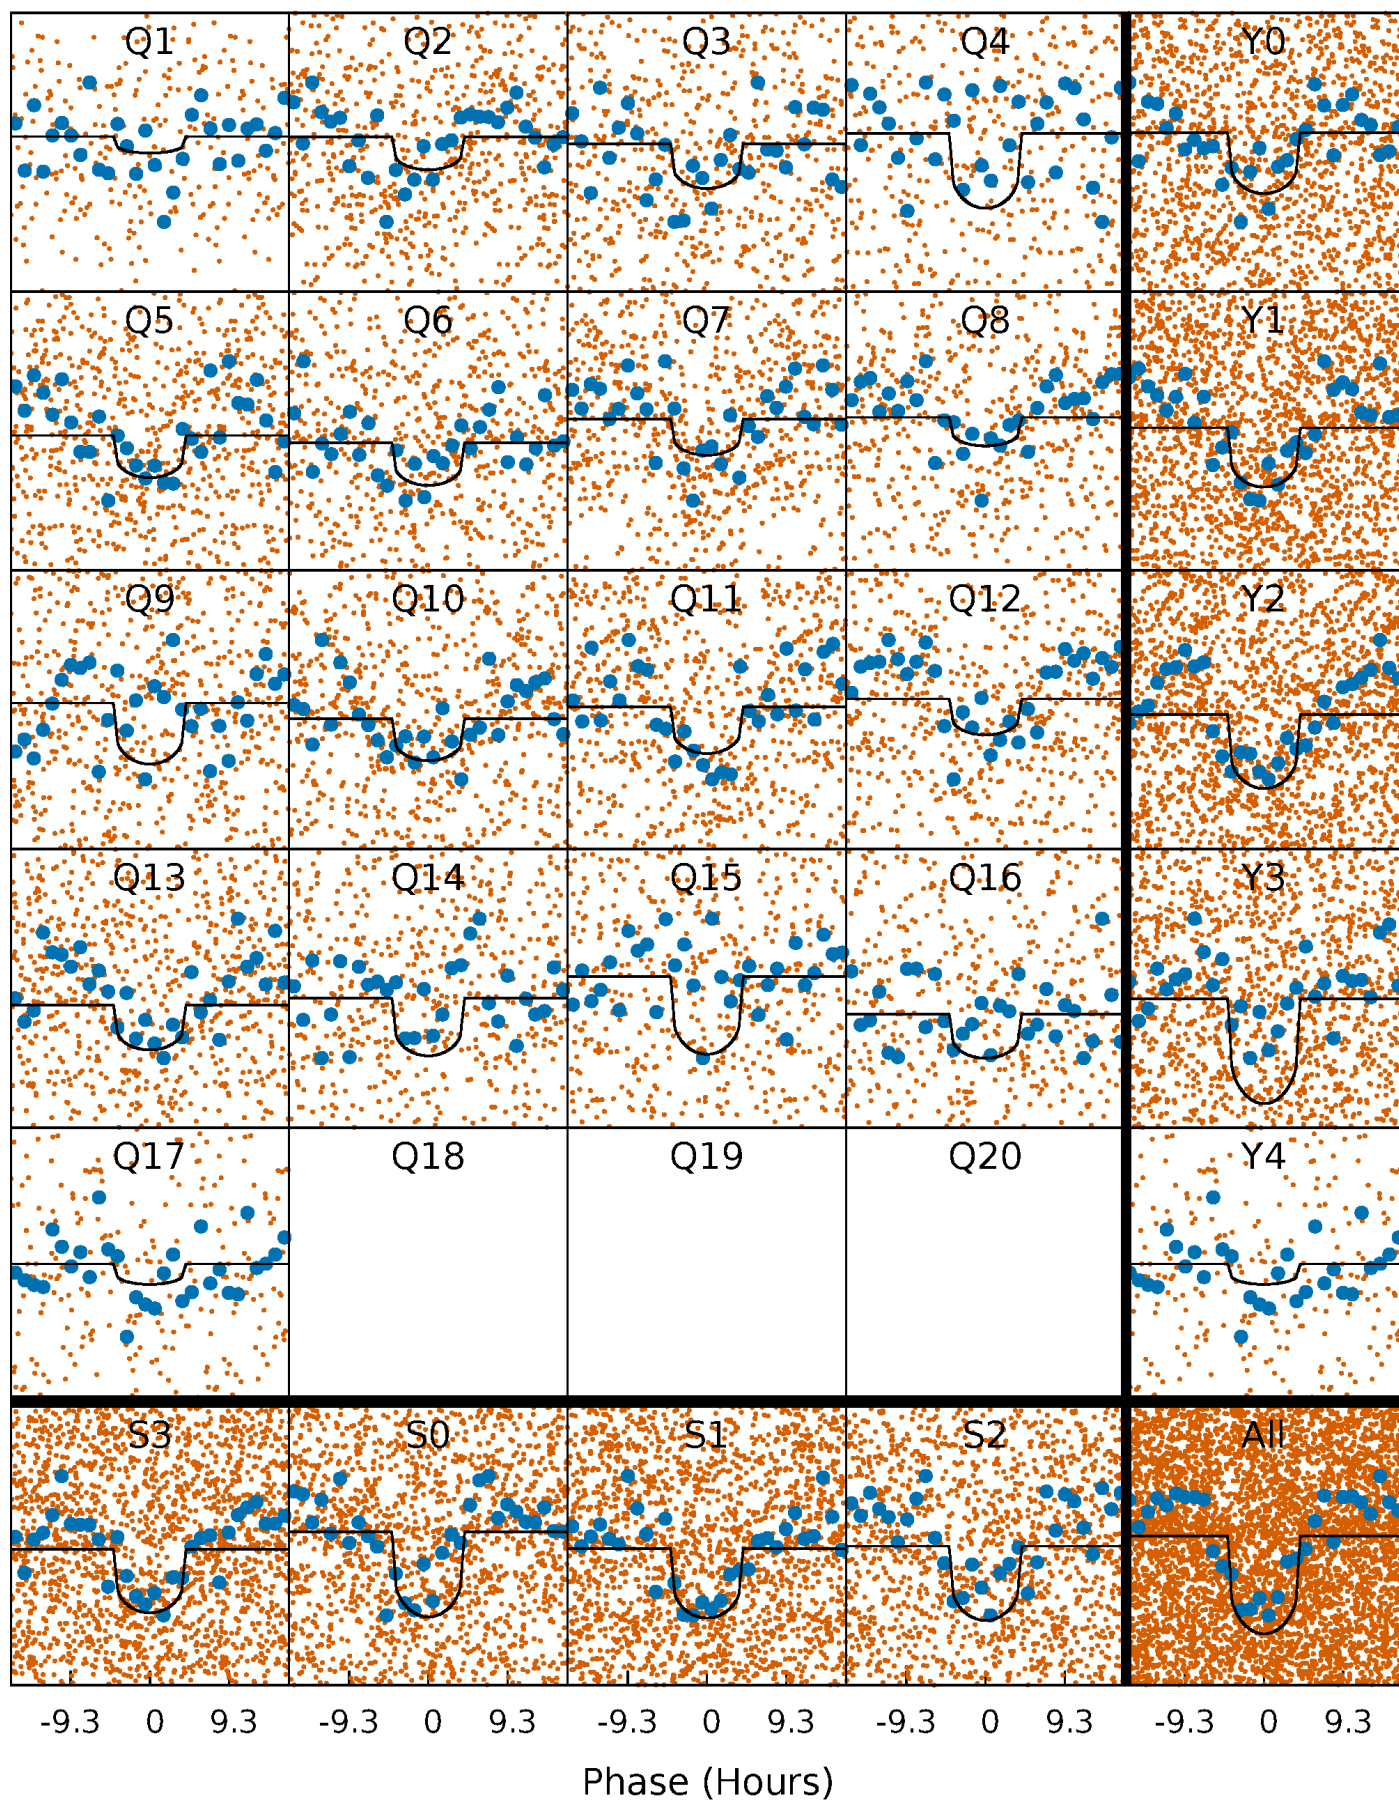 Q1 Q2 Q3 Q4 Y0
Q5 Q6 Q7 Q8 Y1
Q9 Q10 Q11 Q12 Y2
Q13 Q14 Q15 Q16 Y3
Q17 Q18 Q19 Q20 Y4
S3 S0 S1 S2 All
-9.3 0 9.3 -9.3 0 9.3 -9.3 0 9.3 -9.3 0 9.3 -9.3 0 9.3
Phase (Hours)